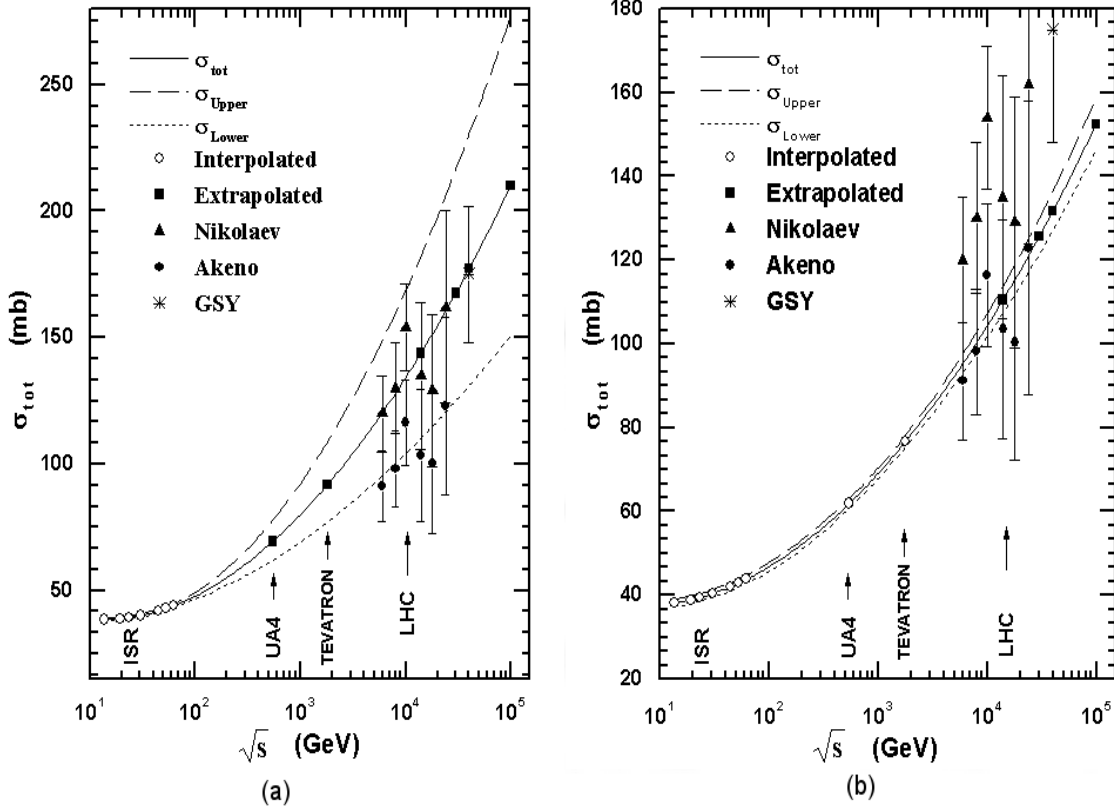 250
200
150
100
50
σtot (mb)
σtot
σUpper
σLower
Interpolated
Extrapolated
Nikolaev
Akeno
GSY
ISR
UA4
TEVATRON
LHC
10^1 10^2 10^3 10^4 10^5
√s (GeV)
(a)
180
160
140
120
100
80
60
40
20
σtot (mb)
σtot
σUpper
σLower
Interpolated
Extrapolated
Nikolaev
Akeno
GSY
ISR
UA4
TEVATRON
LHC
10^1 10^2 10^3 10^4 10^5
√s (GeV)
(b)